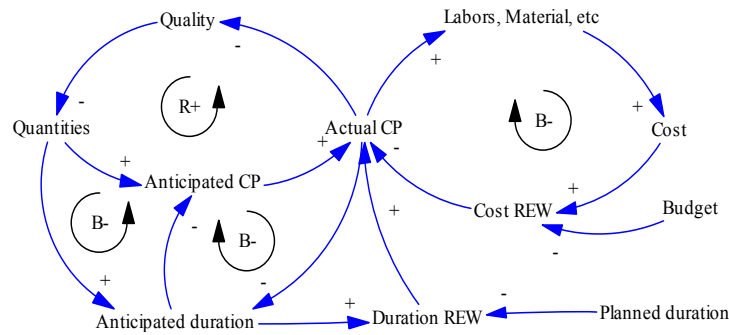 Quality
Labors, Material, etc
-
+
R+
-
+
B-
Quantities
Actual CP
Cost
+
-
+
Anticipated CP
+
Cost REW
Budget
B-
-
B-
+
-
+
-
-
+
Anticipated duration
Duration REW
Planned duration